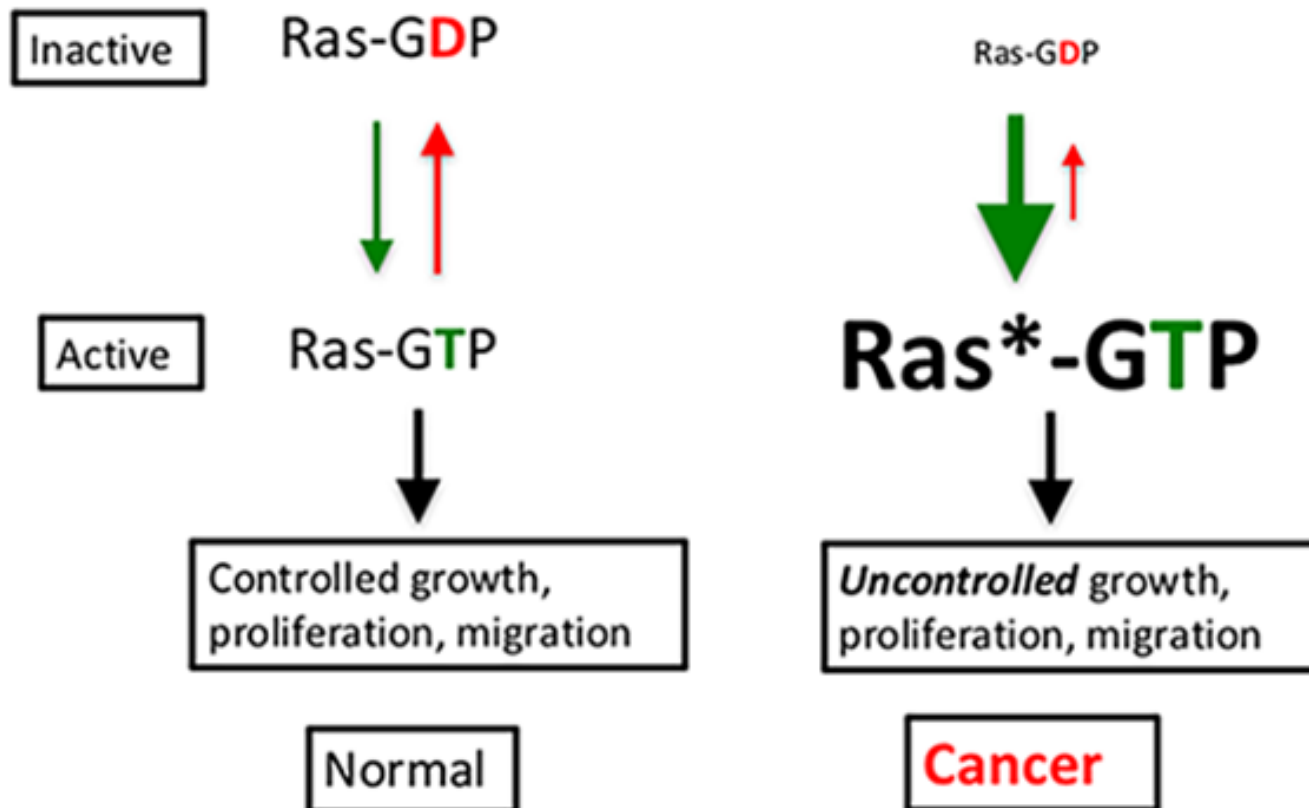 Inactive
Ras-GDP
Ras-GDP
Active
Ras-GTP
Ras*-GTP
Controlled growth,
proliferation, migration
Uncontrolled growth,
proliferation, migration
Normal
Cancer